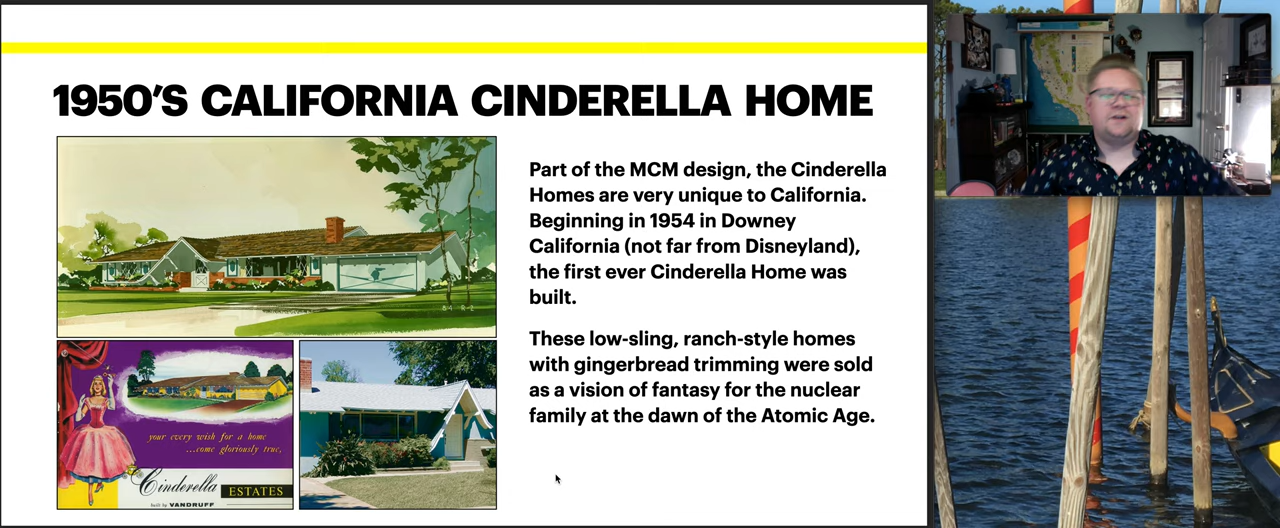 1950'S CALIFORNIA CINDERELLA HOME
Part of the MCM design, the Cinderella
Homes are very unique to California.
Beginning in 1954 in Downey
California (not far from Disneyland),
the first ever Cinderella Home was
built.
These low-sling, ranch-style homes
with gingerbread trimming were sold
as a vision of fantasy for the nuclear
family at the dawn of the Atomic Age.
your every wish for a home
...come gloriously true,
Cinderella
ESTATES
built by VANDRUFF